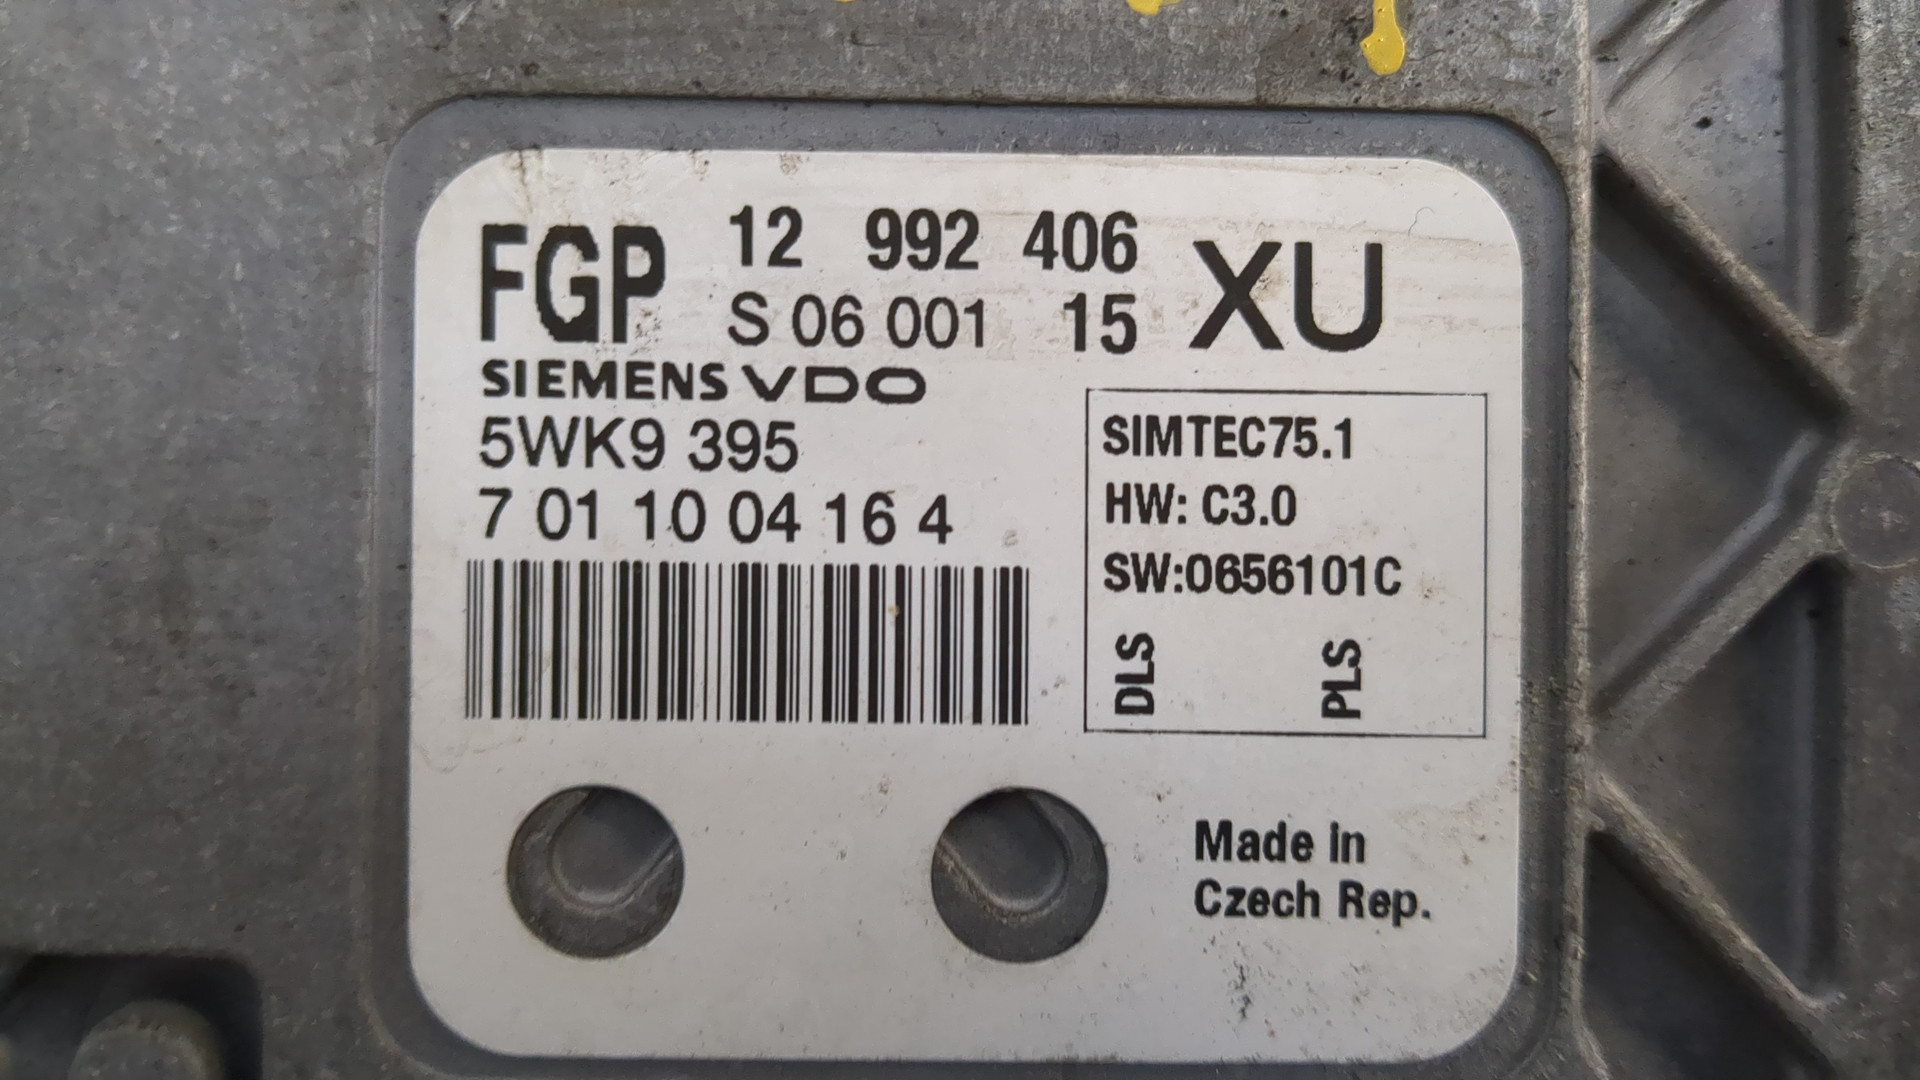 FGP 12 992 406 XU
S 06 001 15
SIEMENS VDO
5WK9 395
7 01 10 04 16 4
SIMTEC75.1
HW: C3.0
SW:0656101C
DLS PLS
Made in
Czech Rep.